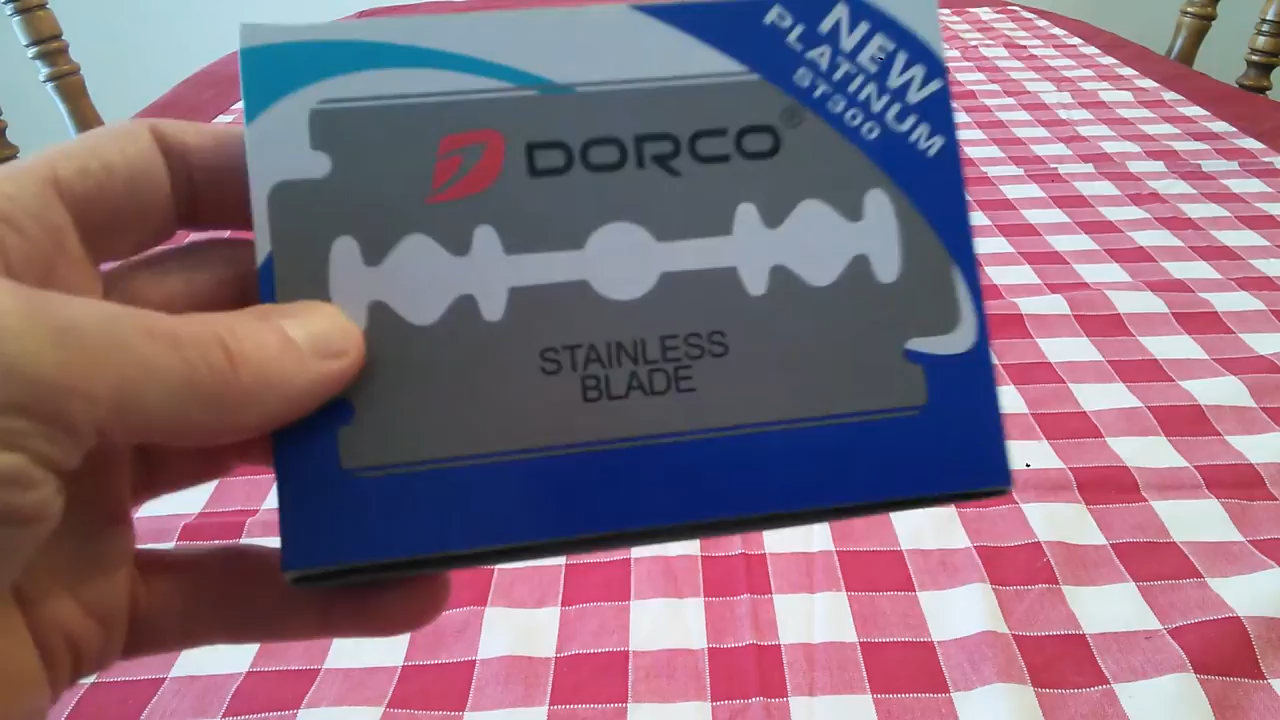 NEW
PLATINUM
ST300
DORCO®
STAINLESS
BLADE